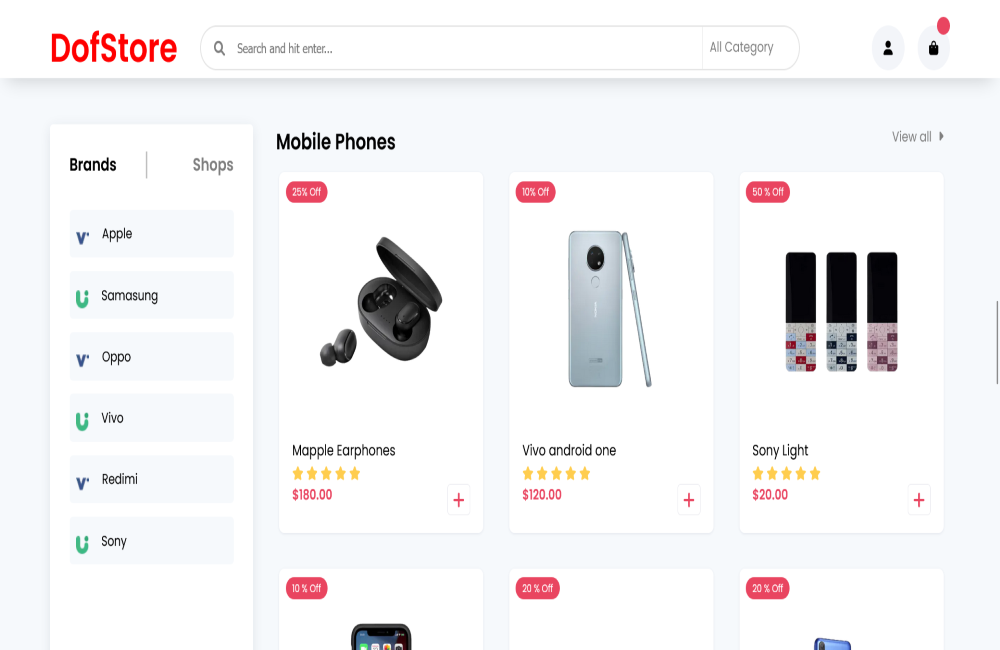 DofStore
Search and hit enter...
All Category
Brands
Shops
Apple
Samasung
Oppo
Vivo
Redimi
Sony
Mobile Phones
View all
25% Off
Mapple Earphones
$180.00
+
10% Off
Vivo android one
$120.00
+
50 % Off
Sony Light
$20.00
+
10 % Off
20 % Off
20 % Off